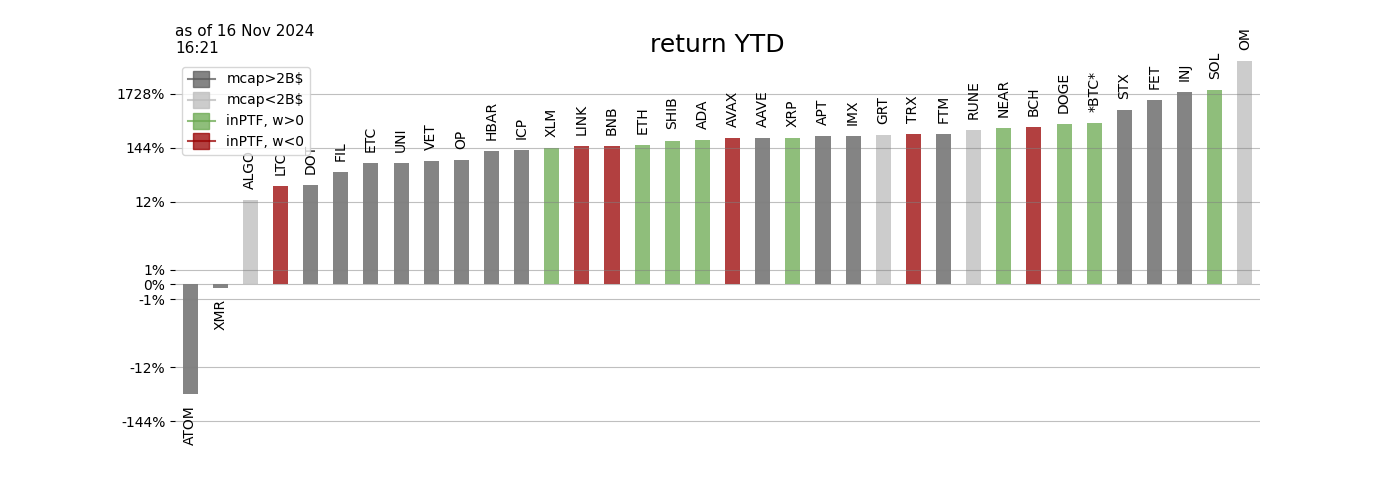 as of 16 Nov 2024
16:21
return YTD
mcap>2B$
mcap<2B$
inPTF, w>0
inPTF, w<0
1728%
144%
12%
1%
0%
-1%
-12%
-144%
ATOM
XMR
ALGO
LTC
DOT
FIL
ETC
UNI
VET
OP
HBAR
ICP
XLM
LINK
BNB
ETH
SHIB
ADA
AVAX
AAVE
XRP
APT
IMX
GRT
TRX
FTM
RUNE
NEAR
BCH
DOGE
*BTC*
STX
FET
INJ
SOL
OM